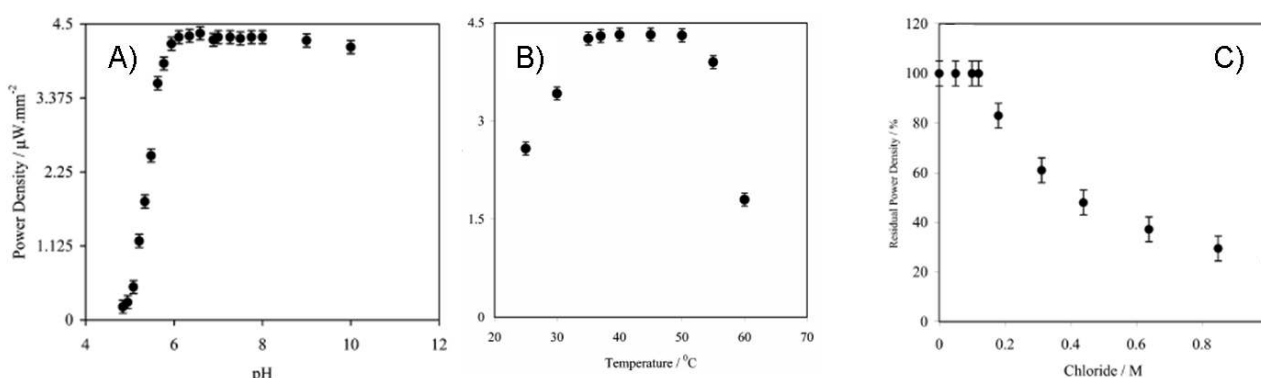 A)
Power Density / µW.mm-2
4.5
3.375
2.25
1.125
0
4 6 8 10 12
pH
B)
4.5
3
1.5
20 30 40 50 60 70
Temperature / 0C
C)
Residual Power Density / %
120
100
80
60
40
20
0
0 0.2 0.4 0.6 0.8
Chloride / M